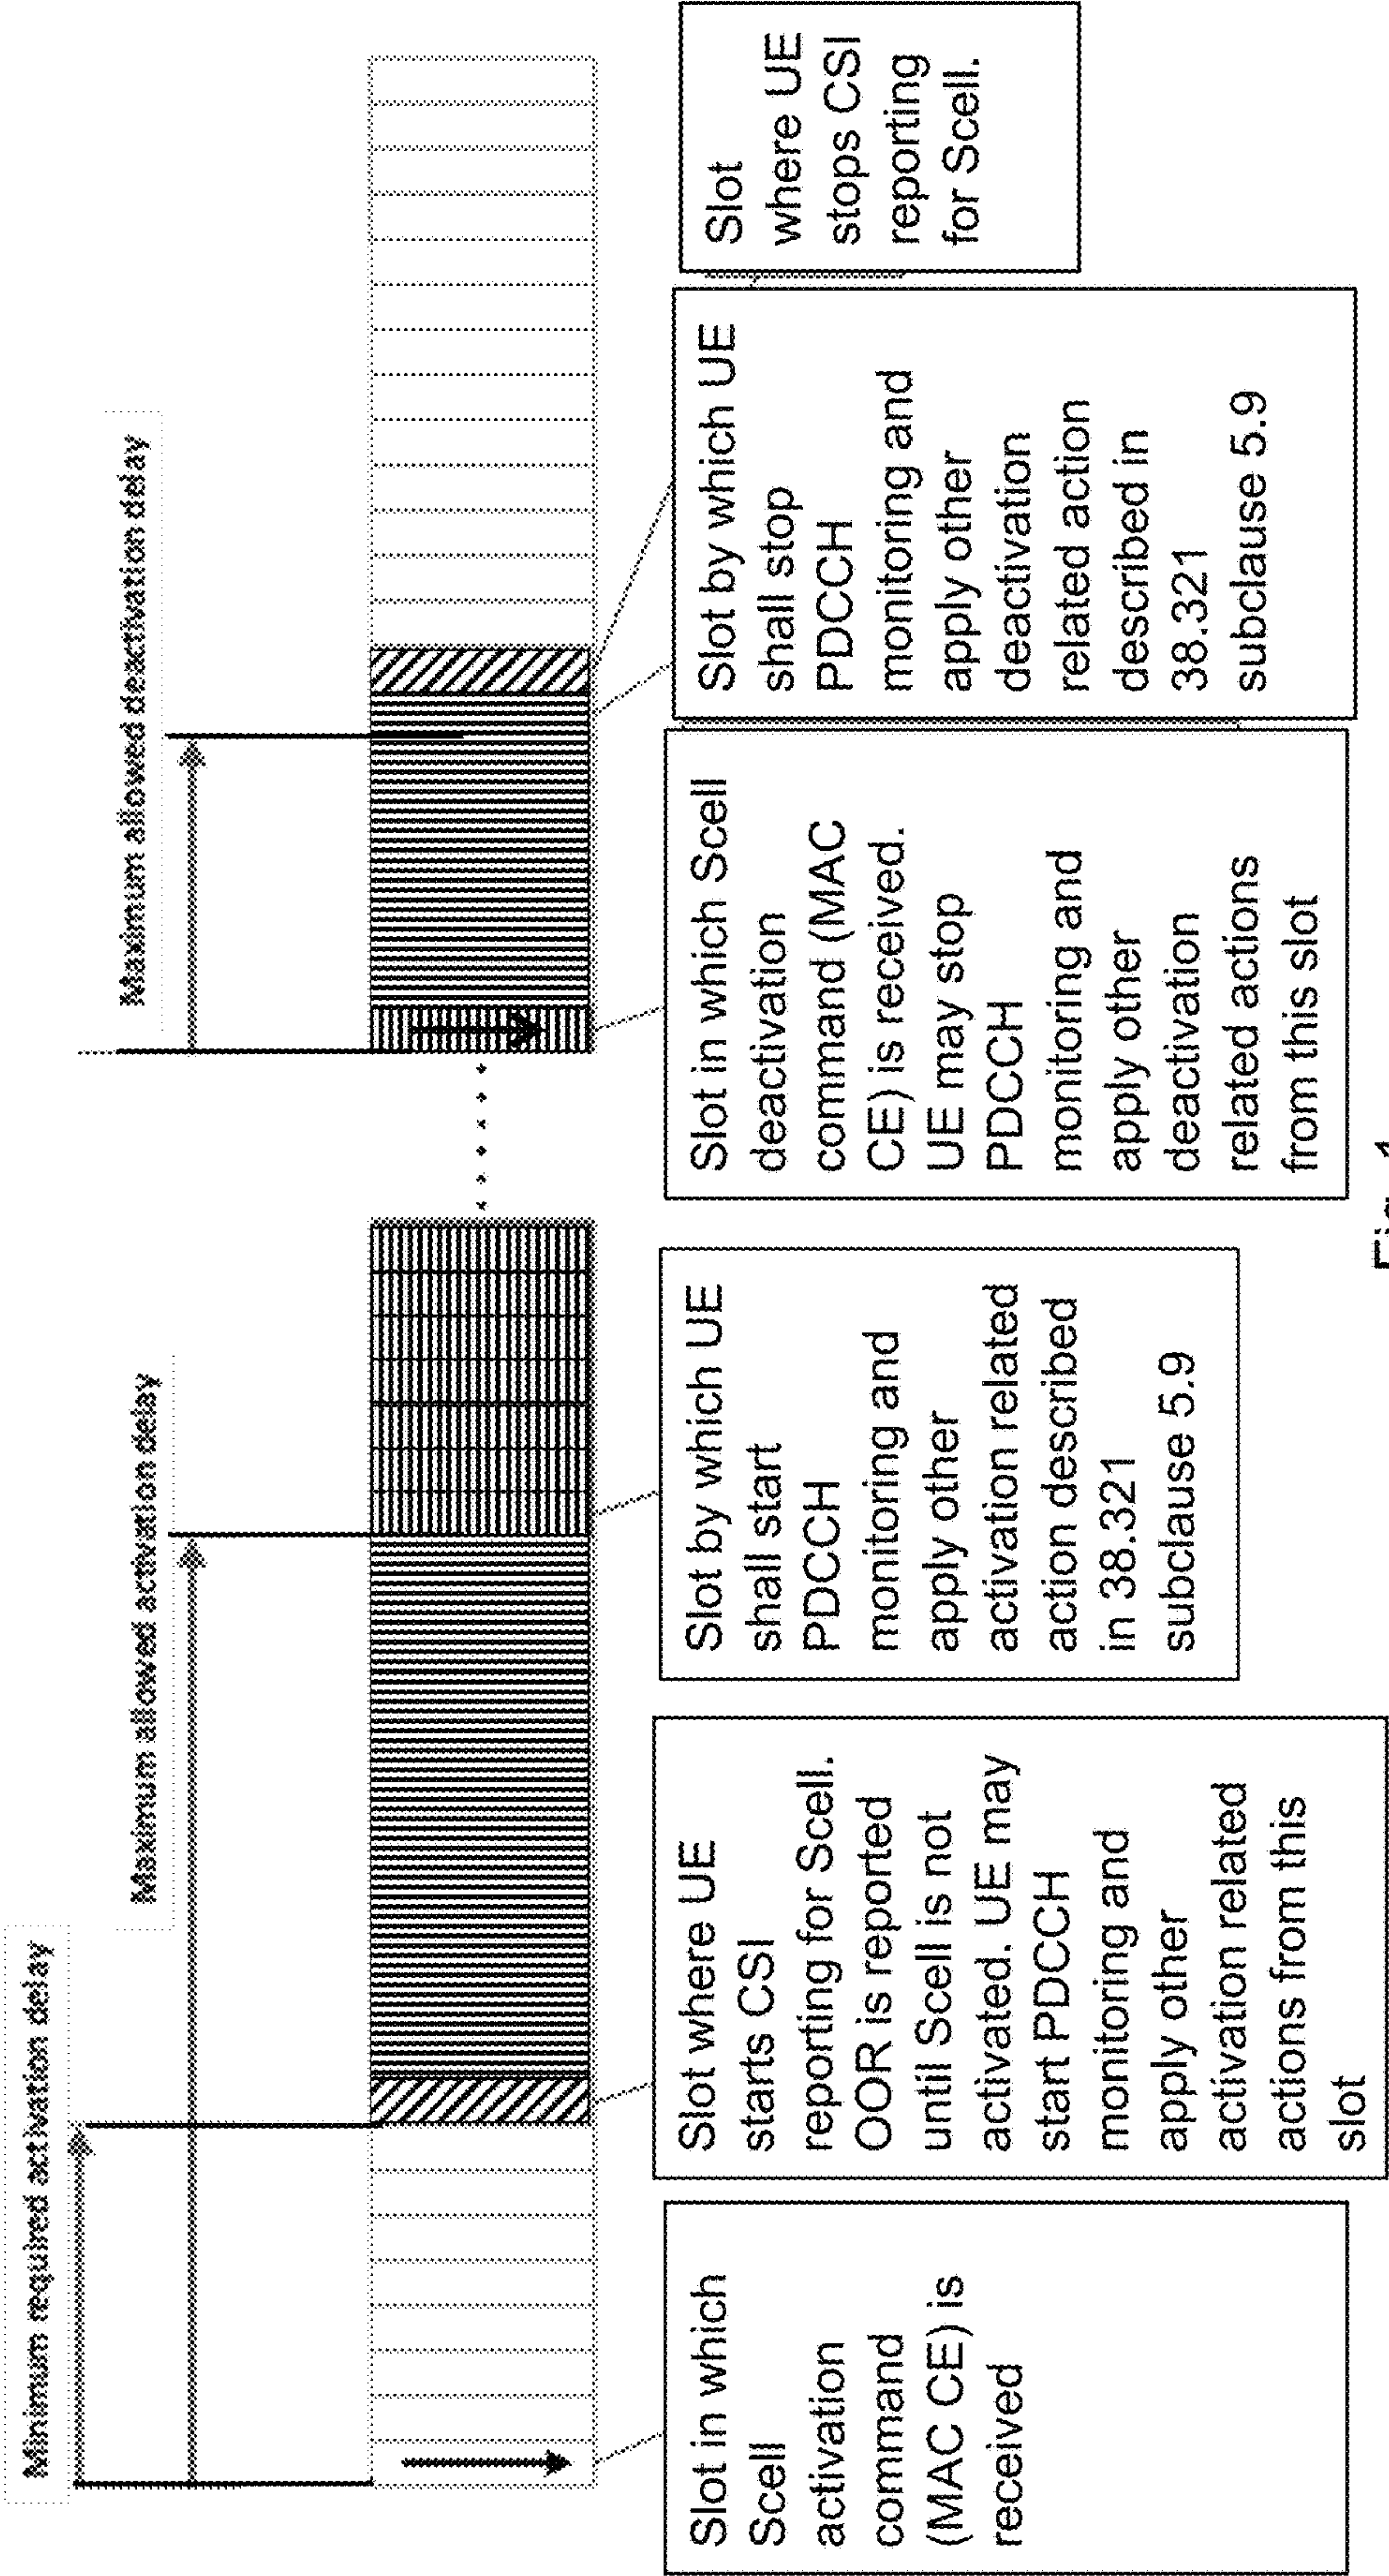 Minimum required activation delay
Maximum allowed activation delay
Maximum allowed deactivation delay
Slot in which
Scell
activation
command
(MAC CE) is
received
Slot where UE
starts CSI
reporting for Scell.
OOR is reported
until Scell is not
activated. UE may
start PDCCH
monitoring and
apply other
activation related
actions from this
slot
Slot by which UE
shall start
PDCCH
monitoring and
apply other
activation related
action described
in 38.321
subclause 5.9
Slot in which Scell
deactivation
command (MAC
CE) is received.
UE may stop
PDCCH
monitoring and
apply other
deactivation
related actions
from this slot
Slot by which UE
shall stop
PDCCH
monitoring and
apply other
deactivation
related action
described in
38.321
subclause 5.9
Slot
where UE
stops CSI
reporting
for Scell.